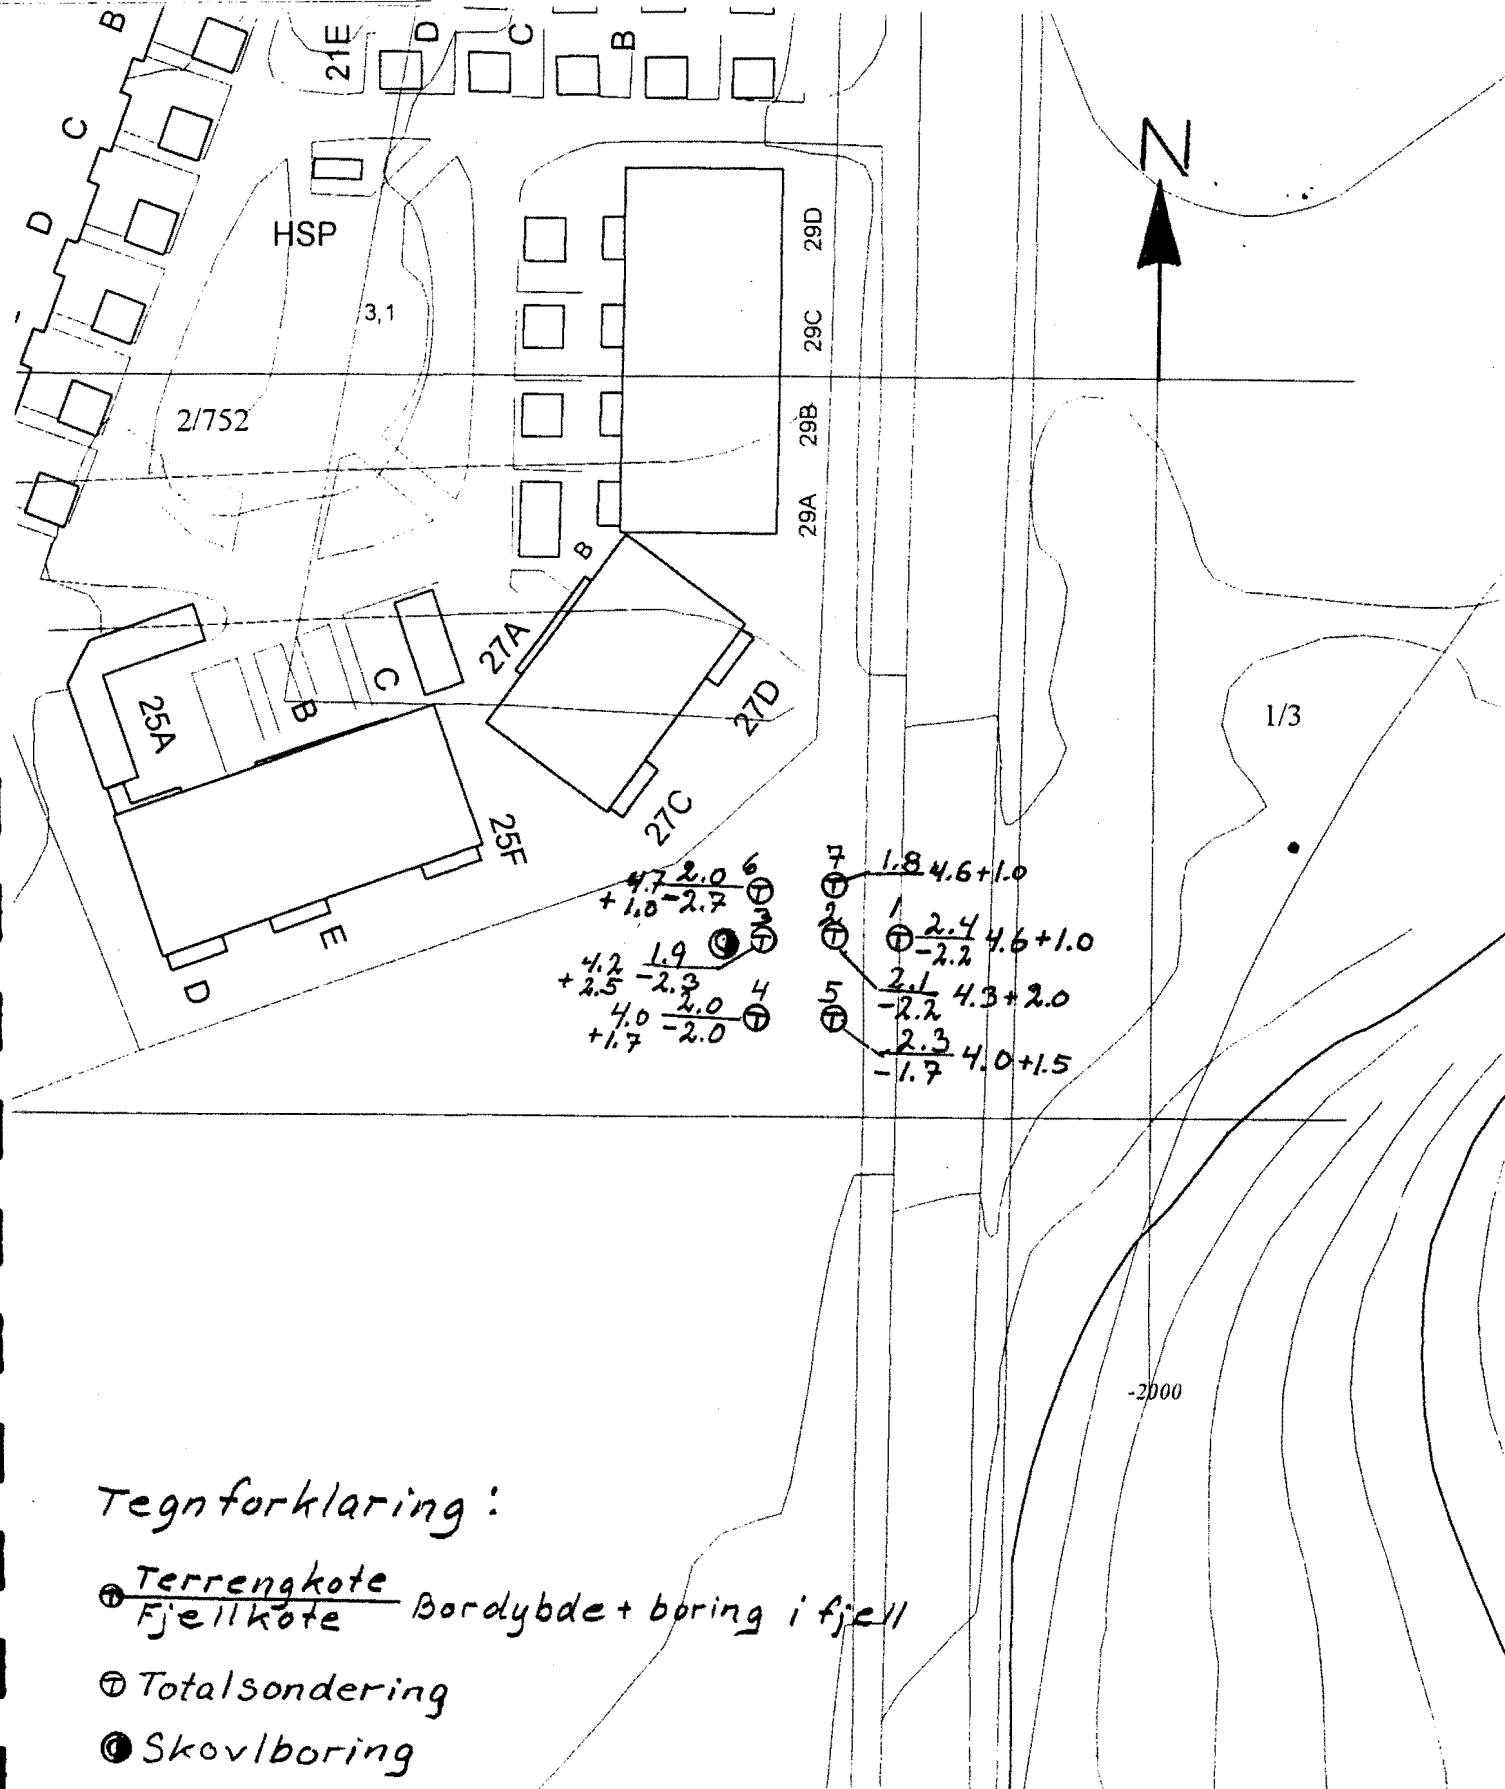 B
21E
D
C
B
C
N
D
HSP
29D
3,1
29C
2/752
29B
29A
B
27A
C
B
25A
27D
1/3
27C
25F
E
D
6
4.7 2.0
+1.0 -2.7
7
1.8 4.6+1.0
3
1.9
4.2 -2.3
+2.5
2
2.1 4.3+2.0
-2.2
1
2.4 4.6+1.0
-2.2
4
4.0 2.0
+1.7 -2.0
5
2.3 4.0+1.5
-1.7
-2000
Tegnforklaring :
T Terrengkote
Fjellkote Bordybde + boring i fjell
T Totalsondering
Skovlboring